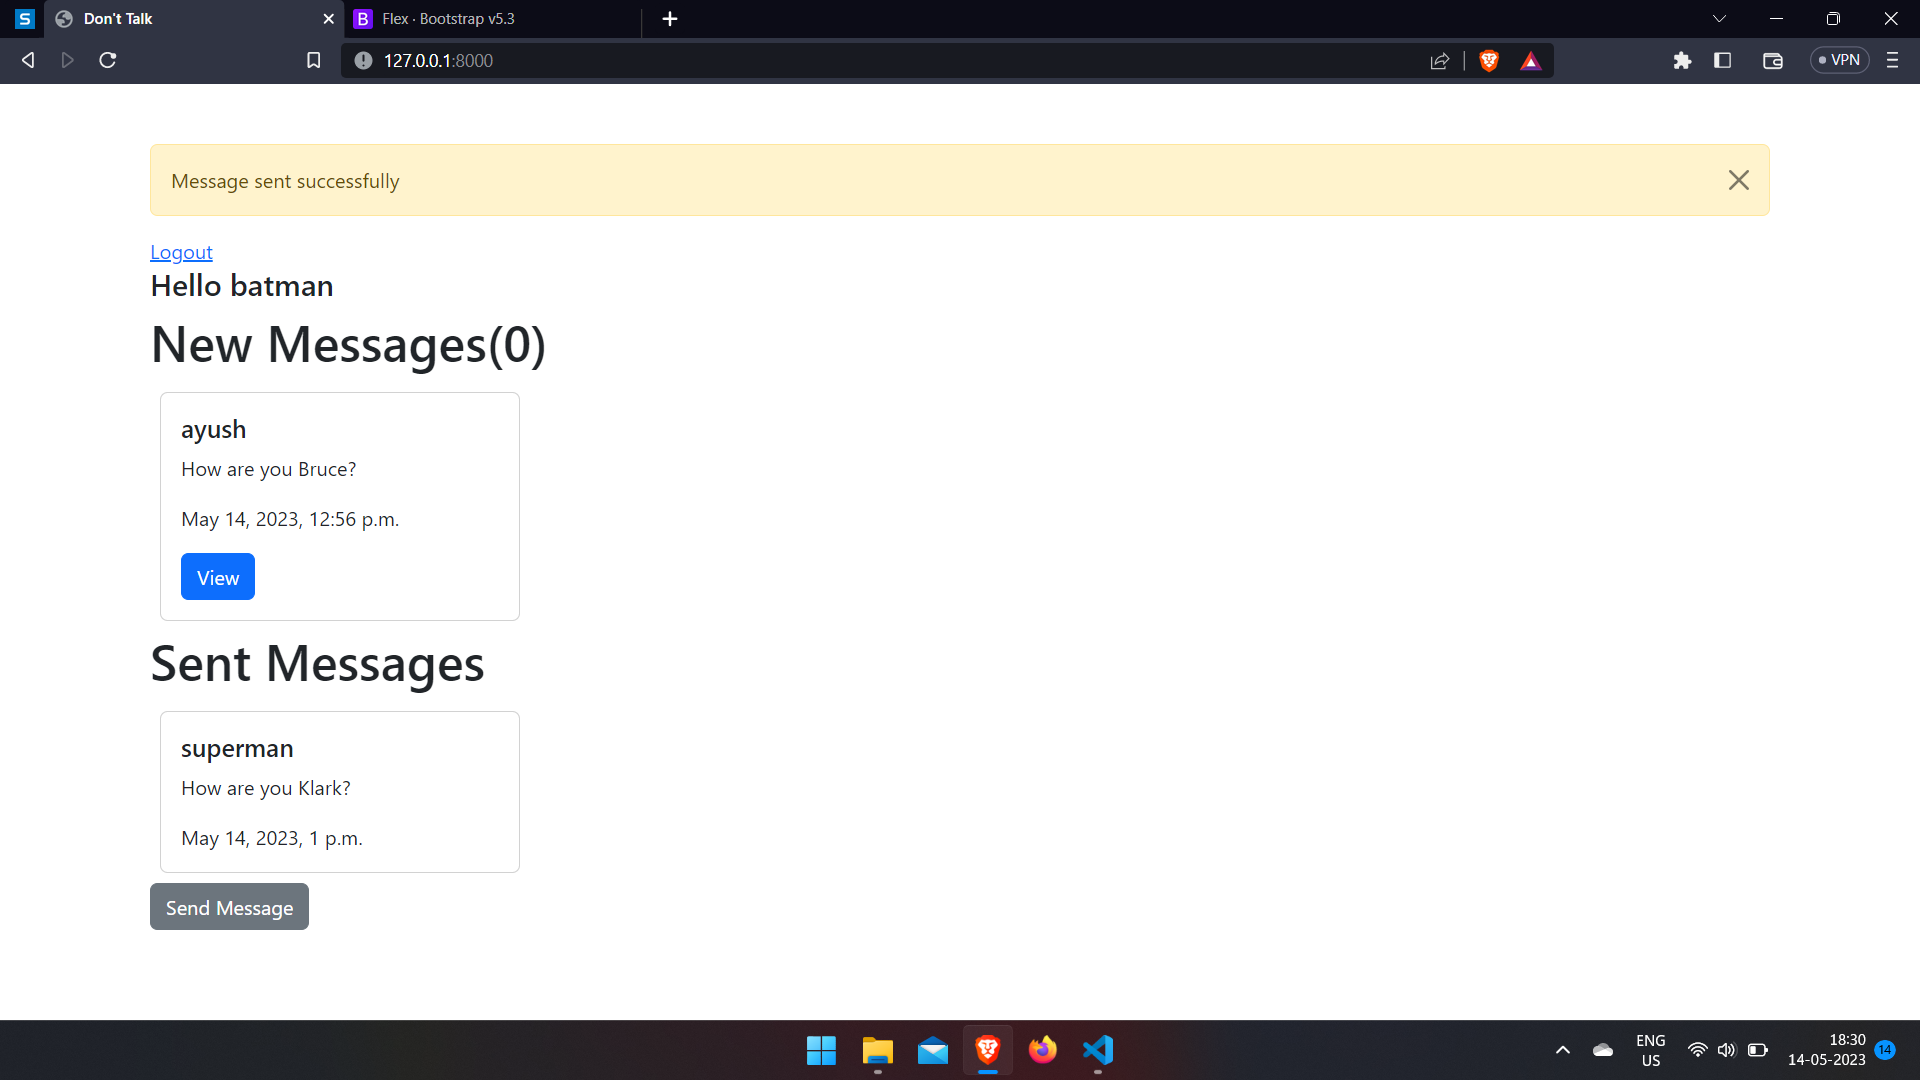 S
Don't Talk
B
Flex · Bootstrap v5.3
127.0.0.1:8000
VPN
Message sent successfully
Logout
Hello batman
New Messages(0)
ayush
How are you Bruce?
May 14, 2023, 12:56 p.m.
View
Sent Messages
superman
How are you Klark?
May 14, 2023, 1 p.m.
Send Message
ENG
US
18:30
14-05-2023
14